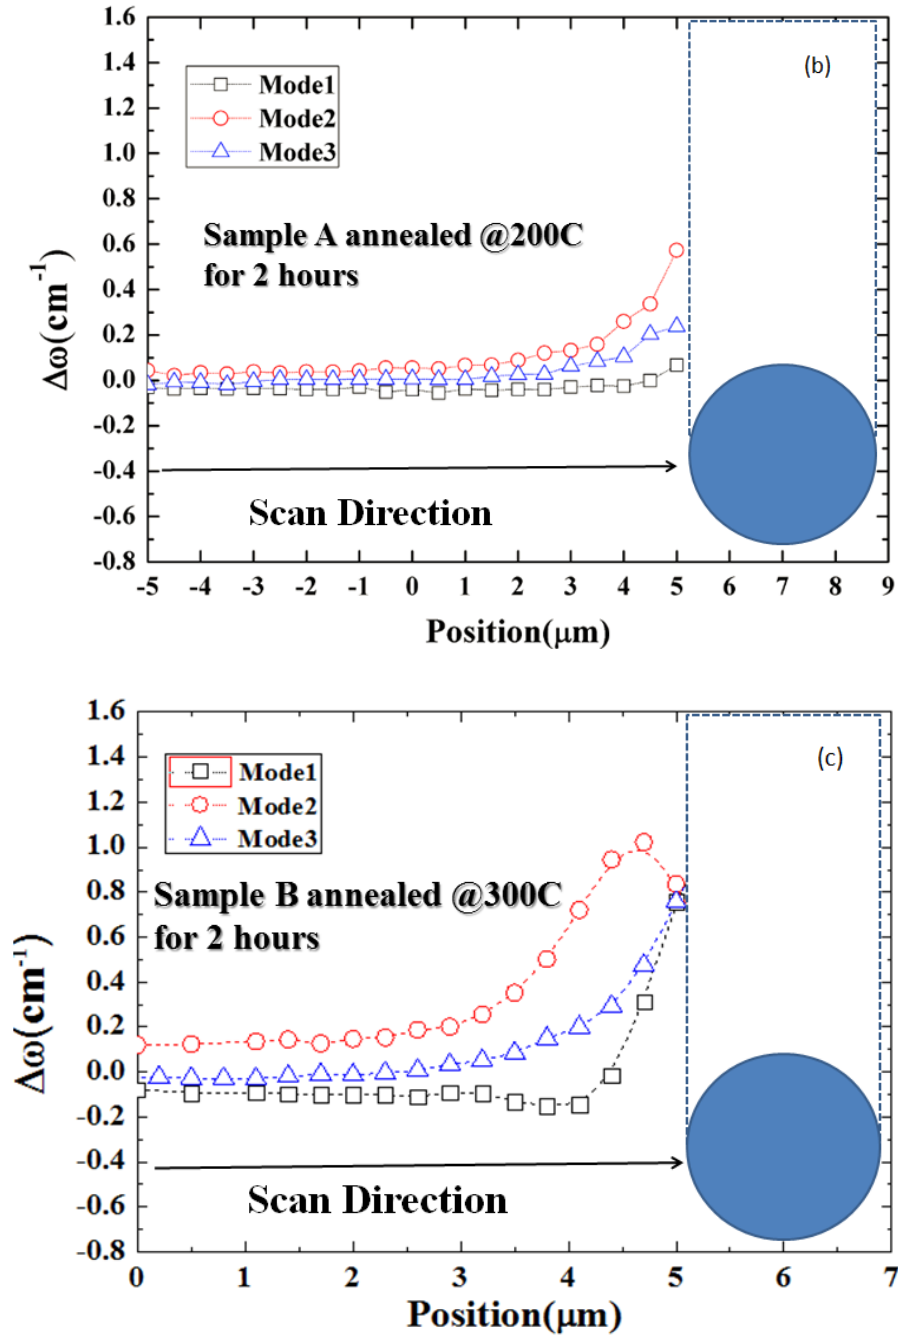 1.6
(b)
1.4
Mode1
1.2
Mode2
1.0
Mode3
0.8
Sample A annealed @200C
0.6
for 2 hours
0.4
0.2
0.0
-0.2
-0.4
Scan Direction
-0.6
-0.8
Δω(cm⁻¹)
-5 -4 -3 -2 -1 0 1 2 3 4 5 6 7 8 9
Position(μm)
1.6
(c)
1.4
Mode1
1.2
Mode2
1.0
Mode3
0.8
Sample B annealed @300C
0.6
for 2 hours
0.4
0.2
0.0
-0.2
-0.4
Scan Direction
-0.6
-0.8
Δω(cm⁻¹)
0 1 2 3 4 5 6 7
Position(μm)